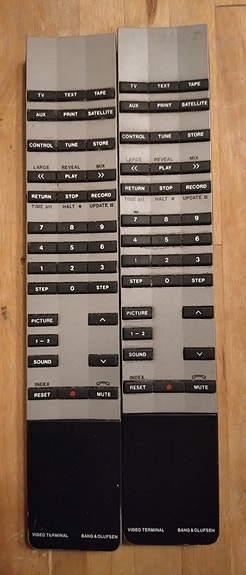 TV TEXT TAPE
AUX PRINT SATELLITE
CONTROL TUNE STORE
LARGE REVEAL MIX
<< PLAY >>
RETURN STOP RECORD
TIME alt HALT UPDATE
7 8 9
4 5 6
1 2 3
STEP 0 STEP
PICTURE
1-2
SOUND
INDEX
RESET MUTE
VIDEO TERMINAL BANG & OLUFSEN
TV TEXT TAPE
AUX PRINT SATELLITE
CONTROL TUNE STORE
LARGE REVEAL MIX
<< PLAY >>
RETURN STOP RECORD
TIME alt HALT UPDATE
7 8 9
4 5 6
1 2 3
STEP 0 STEP
PICTURE
1-2
SOUND
INDEX
RESET MUTE
VIDEO TERMINAL BANG & OLUFSEN